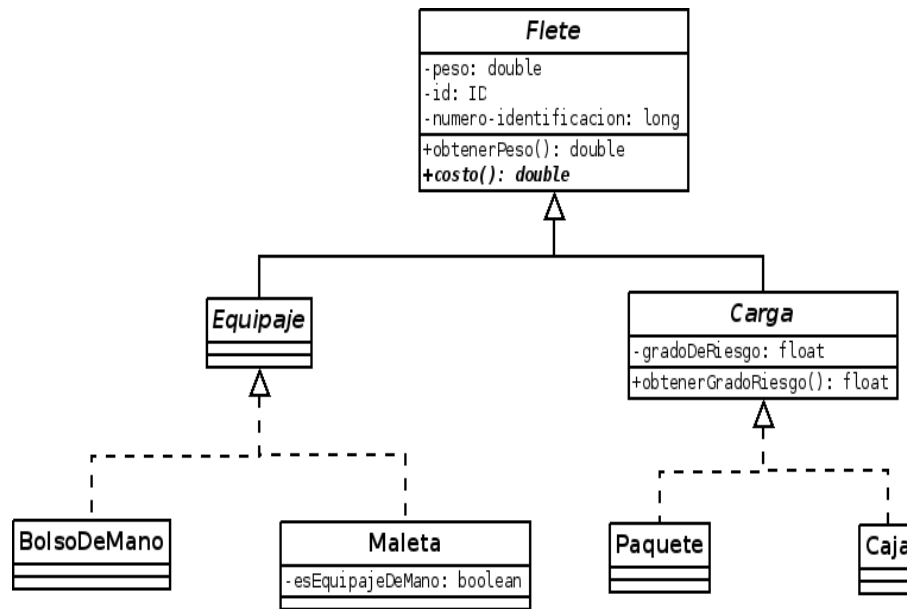 Flete
-peso: double
-id: ID
-numero-identificacion: long
+obtenerPeso(): double
+costo(): double
Equipaje
Carga
-gradoDeRiesgo: float
+obtenerGradoRiesgo(): float
BolsoDeMano
Maleta
-esEquipajeDeMano: boolean
Paquete
Caja